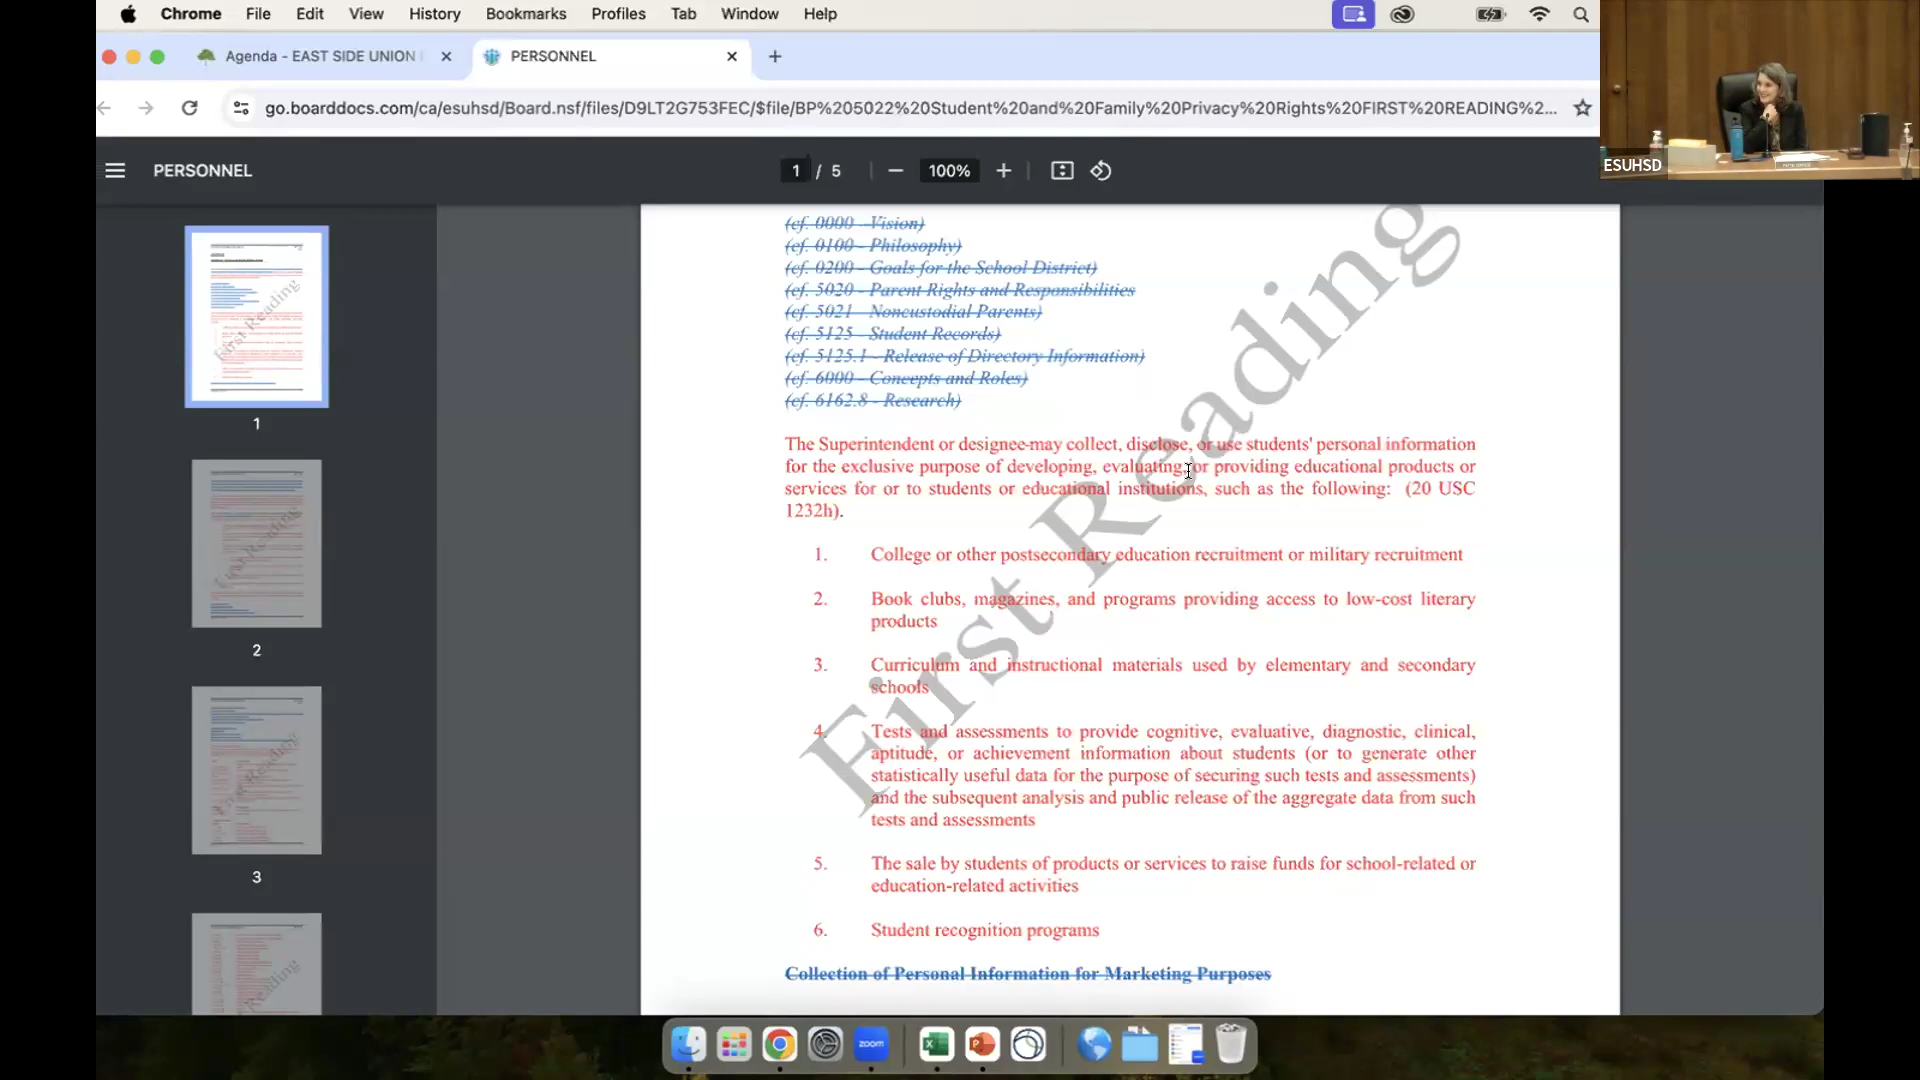 Chrome File Edit View History Bookmarks Profiles Tab Window Help
Agenda - EAST SIDE UNION
PERSONNEL
go.boarddocs.com/ca/esuhsd/Board.nsf/files/D9LT2G753FEC/$file/BP%205022%20Student%20and%20Family%20Privacy%20Rights%20FIRST%20READING%2...
ESUHSD
PERSONNEL
1 / 5
100%
(cf. 0000 - Vision)
(cf. 0100 - Philosophy)
(cf. 0200 - Goals for the School District)
(cf. 5020 - Parent Rights and Responsibilities
(cf. 5021 - Noncustodial Parents)
(cf. 5125 - Student Records)
(cf. 5125.1 - Release of Directory Information)
(cf. 6000 - Concepts and Roles)
(cf. 6162.8 - Research)
The Superintendent or designee-may collect, disclose, or use students' personal information
for the exclusive purpose of developing, evaluating, or providing educational products or
services for or to students or educational institutions, such as the following: (20 USC
1232h).
1. College or other postsecondary education recruitment or military recruitment
2. Book clubs, magazines, and programs providing access to low-cost literary
products
3. Curriculum and instructional materials used by elementary and secondary
schools
4. Tests and assessments to provide cognitive, evaluative, diagnostic, clinical,
aptitude, or achievement information about students (or to generate other
statistically useful data for the purpose of securing such tests and assessments)
and the subsequent analysis and public release of the aggregate data from such
tests and assessments
5. The sale by students of products or services to raise funds for school-related or
education-related activities
6. Student recognition programs
Collection of Personal Information for Marketing Purposes
First Reading
1
2
3
First Reading
zoom